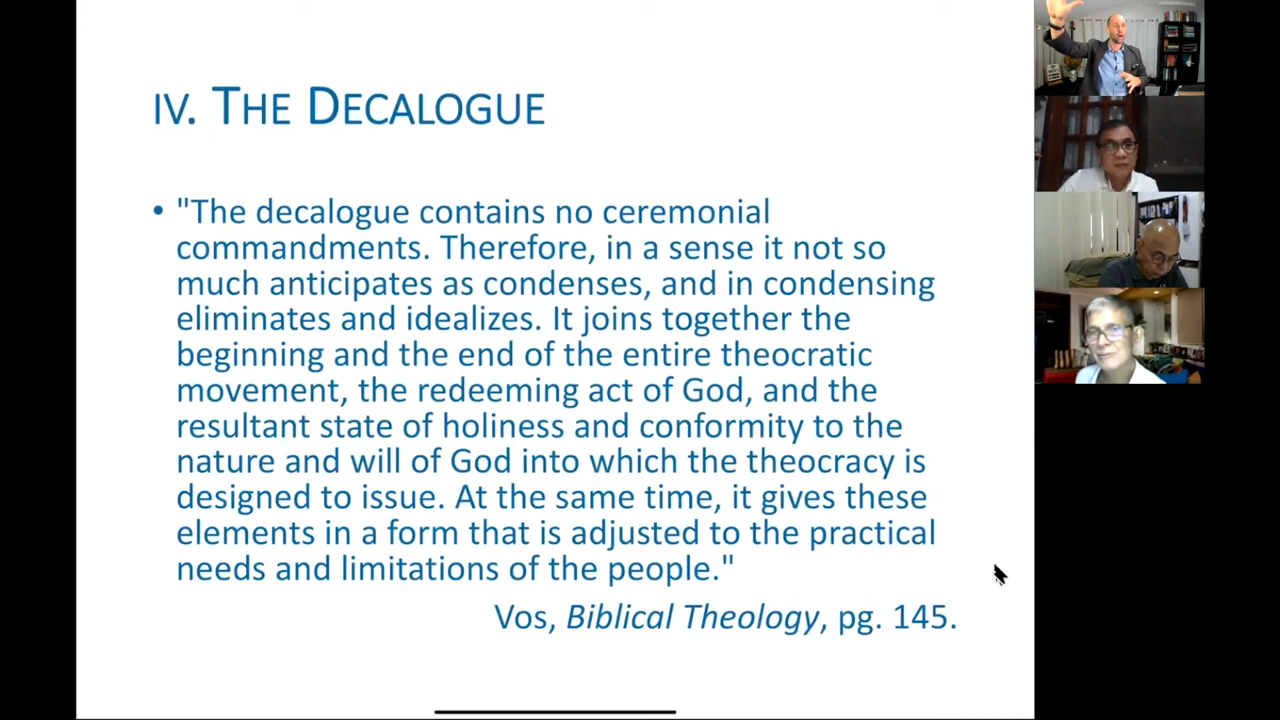 IV. THE DECALOGUE
• "The decalogue contains no ceremonial
commandments. Therefore, in a sense it not so
much anticipates as condenses, and in condensing
eliminates and idealizes. It joins together the
beginning and the end of the entire theocratic
movement, the redeeming act of God, and the
resultant state of holiness and conformity to the
nature and will of God into which the theocracy is
designed to issue. At the same time, it gives these
elements in a form that is adjusted to the practical
needs and limitations of the people."
Vos, Biblical Theology, pg. 145.